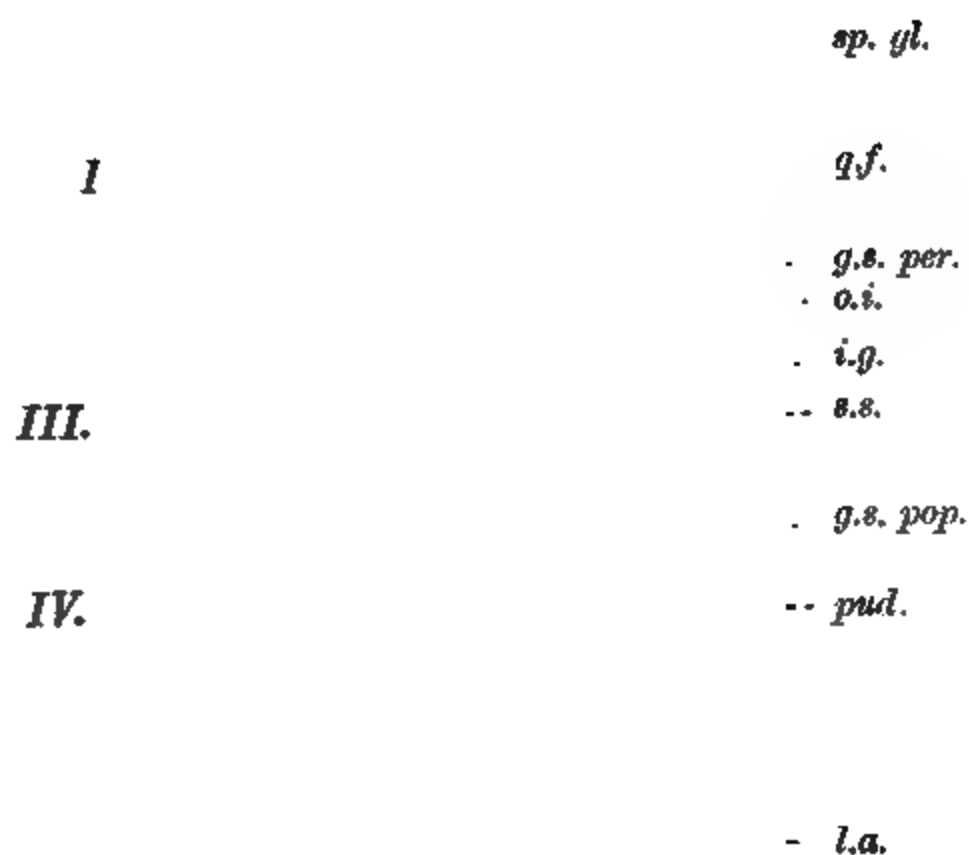 sp. gl.
I
q.f.
g.s. per.
o.i.
i.g.
III.
s.s.
g.s. pop.
IV.
pud.
l.a.